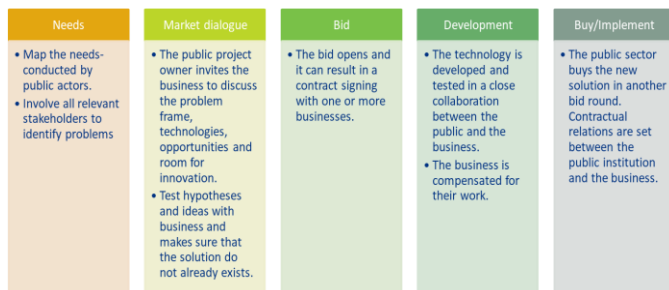 Needs
• Map the needs-
conducted by
public actors.
• Involve all relevant
stakeholders to
identify problems
Market dialogue
• The public project
owner invites the
business to discuss
the problem
frame,
technologies,
opportunities and
room for
innovation.
• Test hypotheses
and ideas with
business and
makes sure that
the solution do
not already exists.
Bid
• The bid opens and
it can result in a
contract signing
with one or more
businesses.
Development
• The technology is
developed and
tested in a close
collaboration
between the
public and the
business.
• The business is
compensated for
their work.
Buy/Implement
• The public sector
buys the new
solution in another
bid round.
Contractual
relations are set
between the
public institution
and the business.